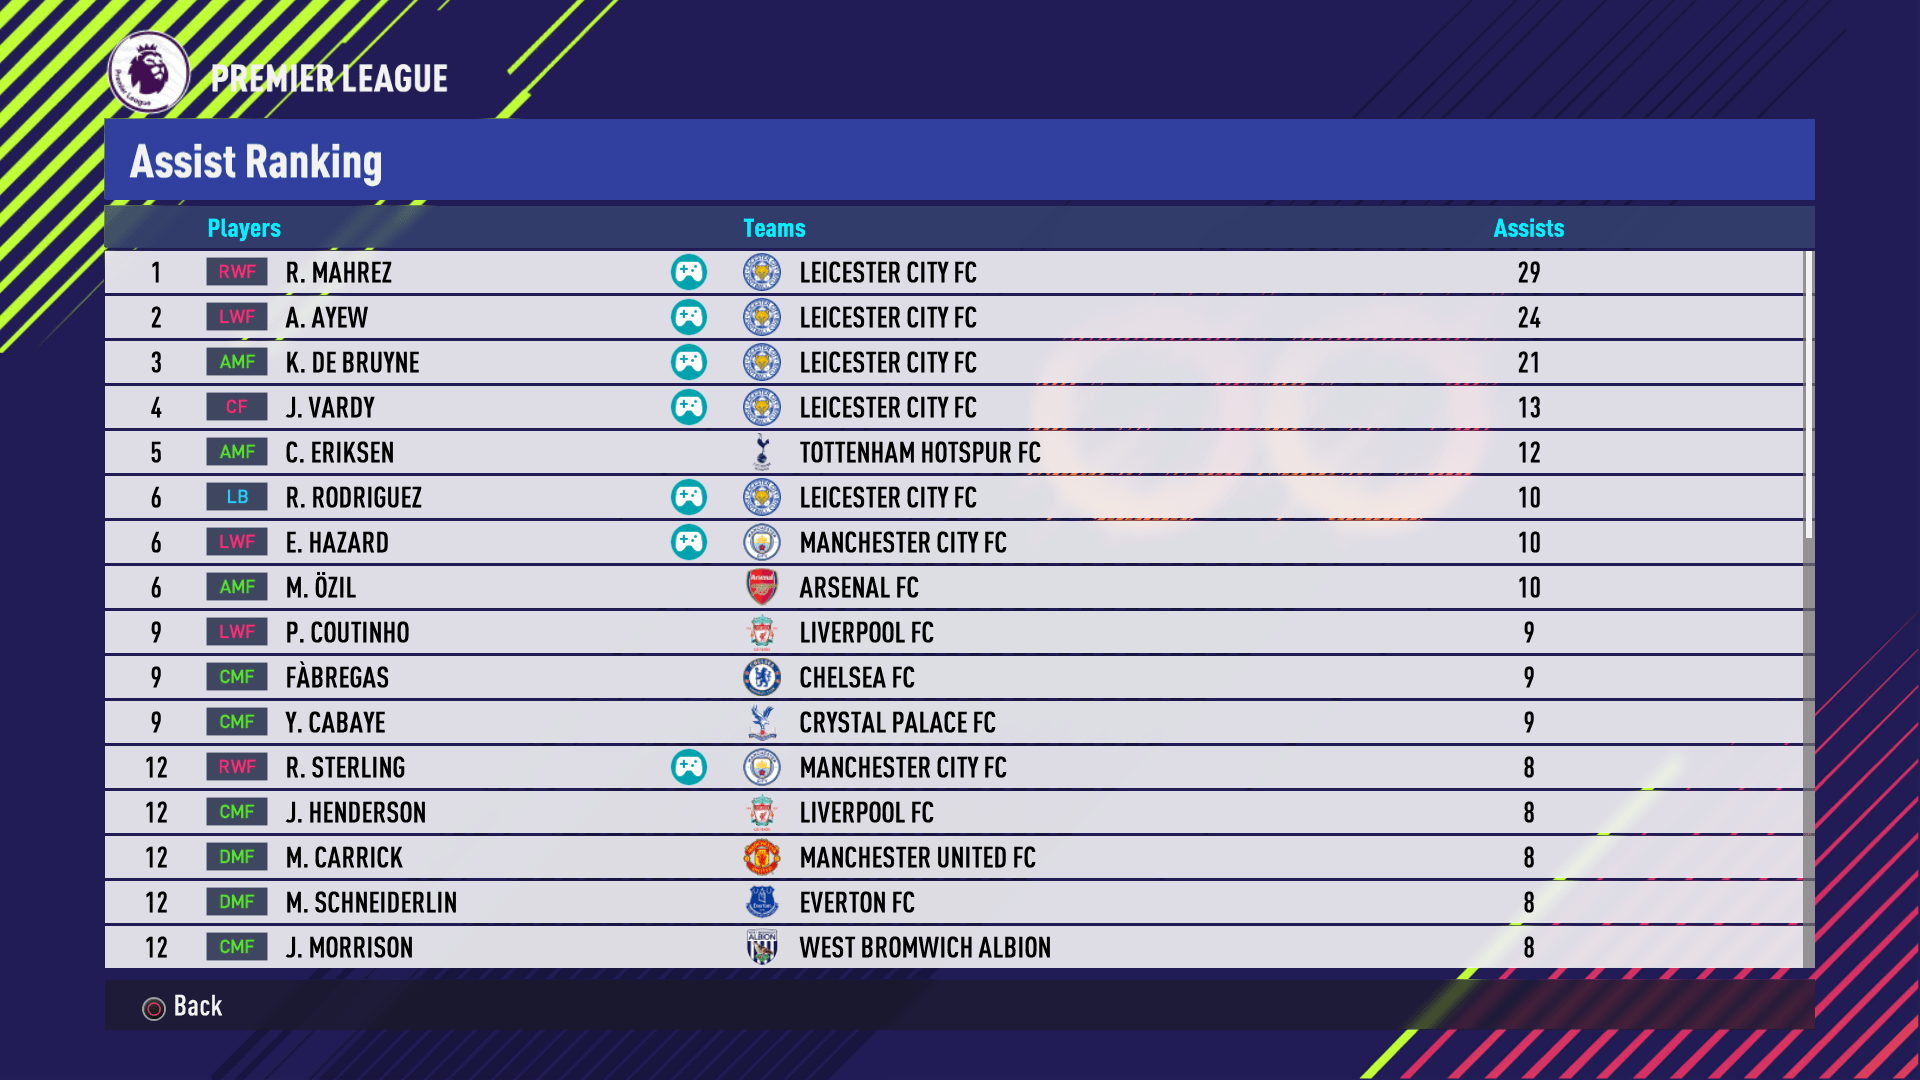 PREMIER LEAGUE
Assist Ranking
Players Teams Assists
1 RWF R. MAHREZ LEICESTER CITY FC 29
2 LWF A. AYEW LEICESTER CITY FC 24
3 AMF K. DE BRUYNE LEICESTER CITY FC 21
4 CF J. VARDY LEICESTER CITY FC 13
5 AMF C. ERIKSEN TOTTENHAM HOTSPUR FC 12
6 LB R. RODRIGUEZ LEICESTER CITY FC 10
6 LWF E. HAZARD MANCHESTER CITY FC 10
6 AMF M. ÖZIL ARSENAL FC 10
9 LWF P. COUTINHO LIVERPOOL FC 9
9 CMF FÀBREGAS CHELSEA FC 9
9 CMF Y. CABAYE CRYSTAL PALACE FC 9
12 RWF R. STERLING MANCHESTER CITY FC 8
12 CMF J. HENDERSON LIVERPOOL FC 8
12 DMF M. CARRICK MANCHESTER UNITED FC 8
12 DMF M. SCHNEIDERLIN EVERTON FC 8
12 CMF J. MORRISON WEST BROMWICH ALBION 8
Back